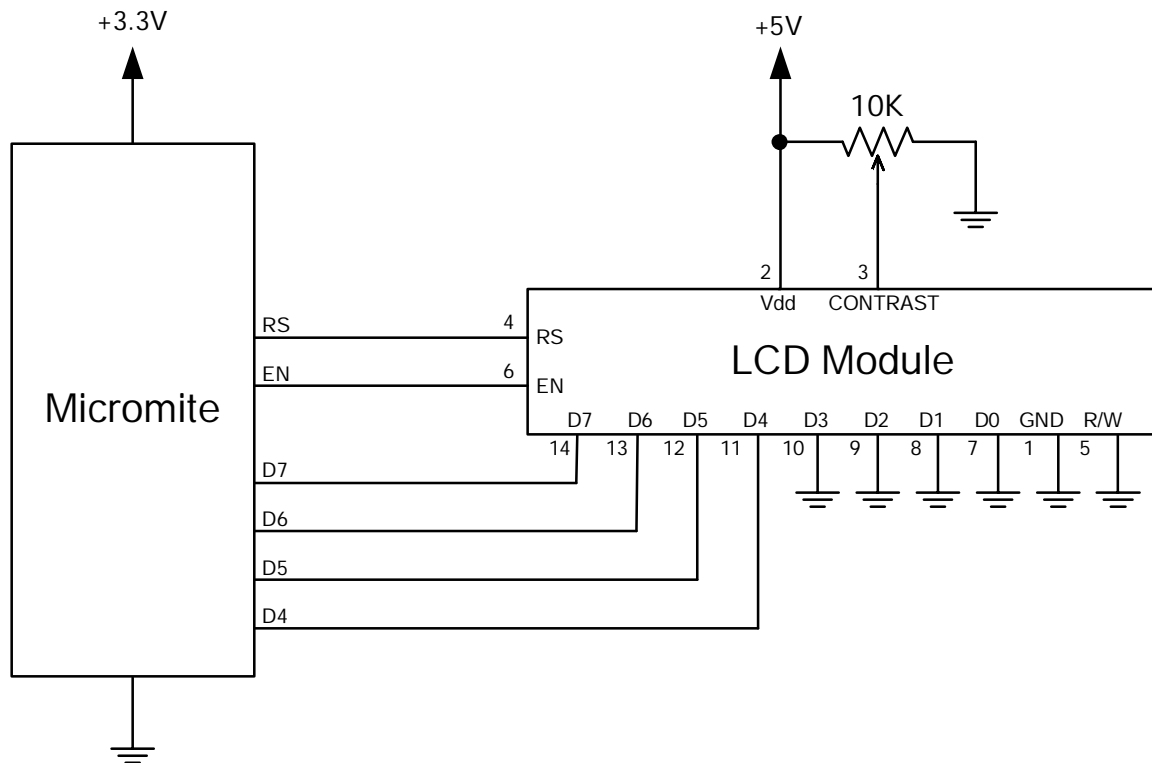 +3.3V
+5V
10K
2 3
Vdd CONTRAST
RS 4 RS
LCD Module
EN 6 EN
Micromite
D7 D6 D5 D4 D3 D2 D1 D0 GND R/W
14 13 12 11 10 9 8 7 1 5
D7
D6
D5
D4